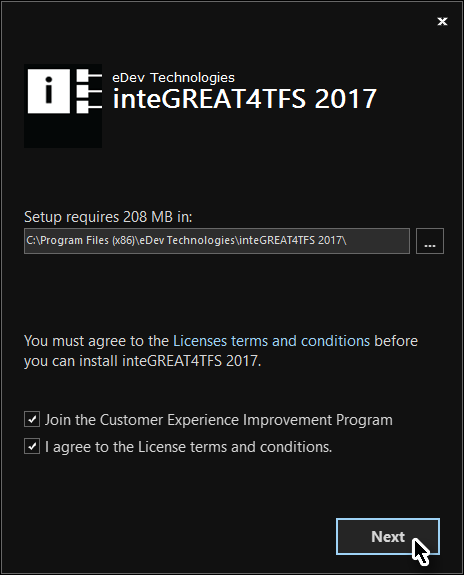 eDev Technologies
inteGREAT4TFS 2017
Setup requires 208 MB in:
C:\Program Files (x86)\eDev Technologies\inteGREAT4TFS 2017\
...
You must agree to the Licenses terms and conditions before
you can install inteGREAT4TFS 2017.
Join the Customer Experience Improvement Program
I agree to the License terms and conditions.
Next